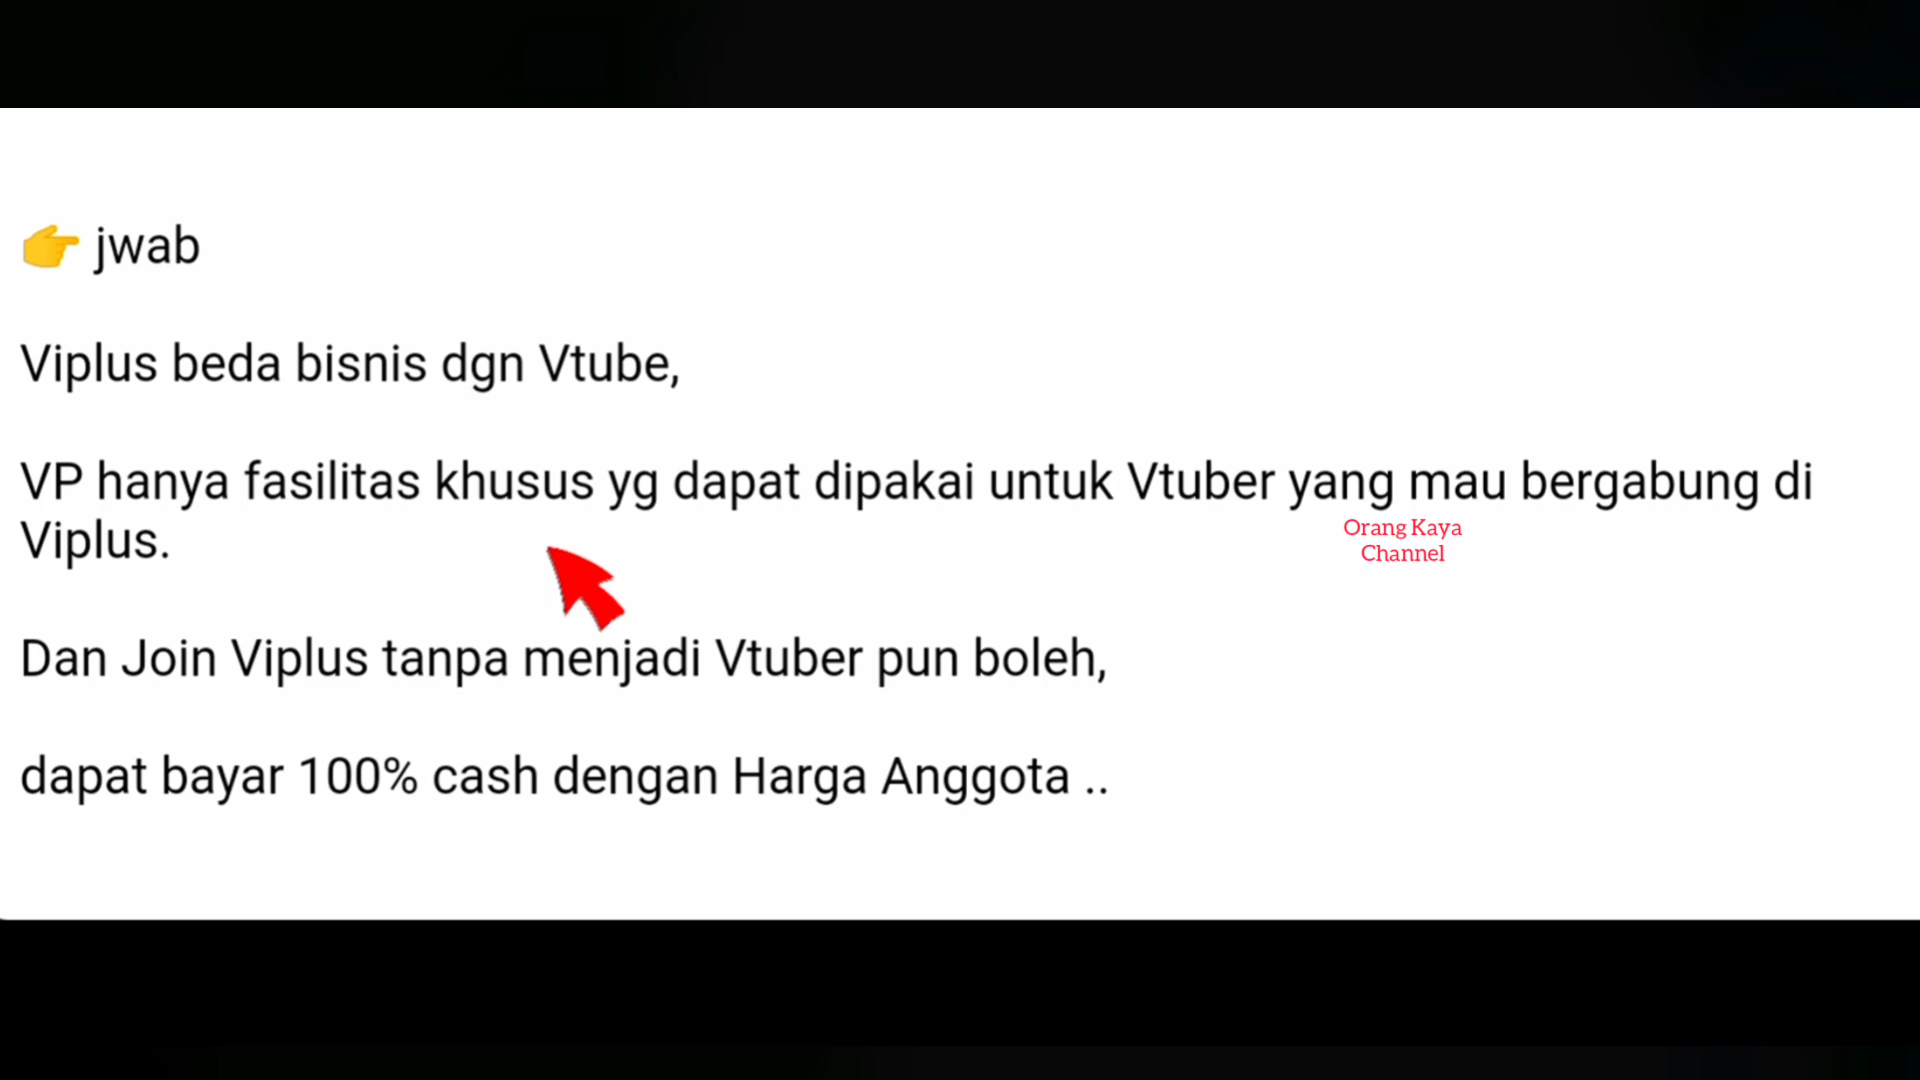 👉 jwab
Viplus beda bisnis dgn Vtube,
VP hanya fasilitas khusus yg dapat dipakai untuk Vtuber yang mau bergabung di
Viplus.
Orang Kaya
Channel
Dan Join Viplus tanpa menjadi Vtuber pun boleh,
dapat bayar 100% cash dengan Harga Anggota ..